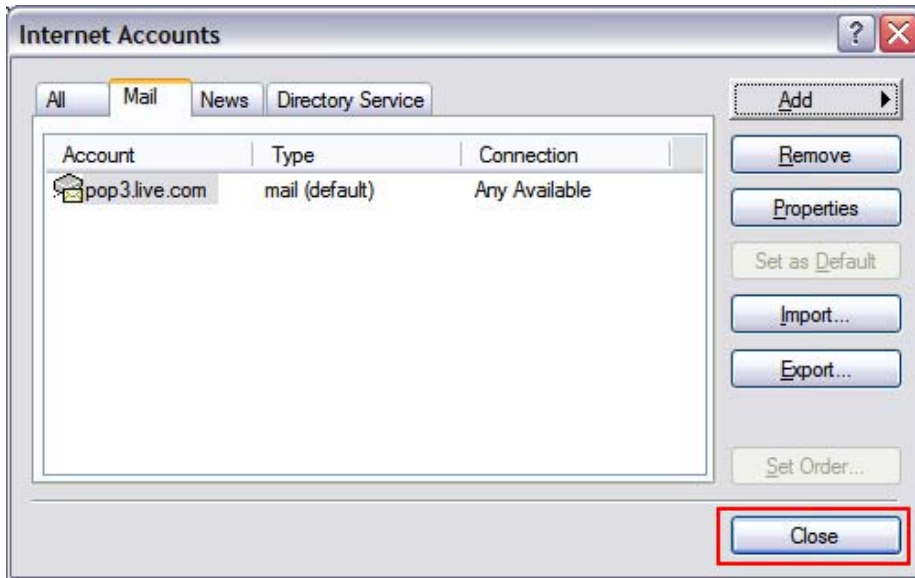 Internet Accounts
?
All Mail News Directory Service
Account Type Connection
pop3.live.com mail (default) Any Available
Add
Remove
Properties
Set as Default
Import...
Export...
Set Order...
Close